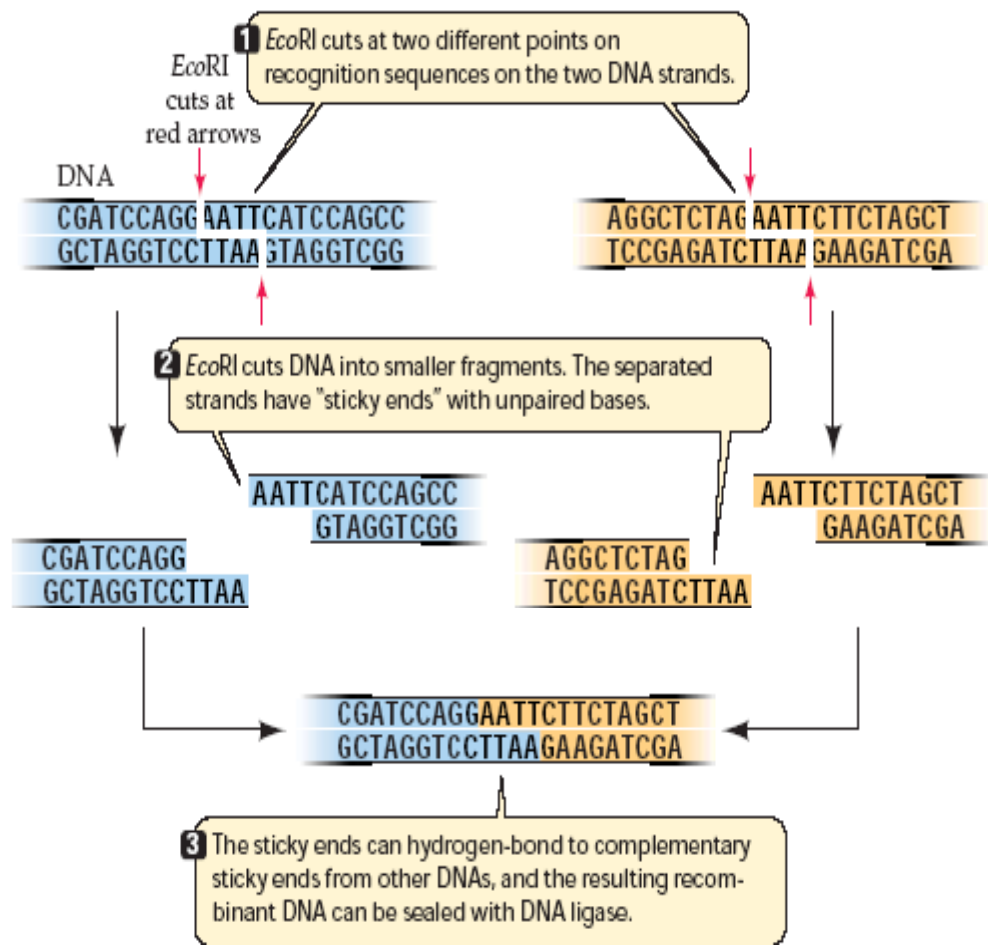 1 EcoRI cuts at two different points on
recognition sequences on the two DNA strands.
EcoRI
cuts at
red arrows
DNA
CGATCCAGGAATTCATCCAGCC
GCTAGGTCCTTAAGTAGGTCGG
AGGCTCTAGAATTCTTCTAGCT
TCCGAGATCTTAAGAAGATCGA
2 EcoRI cuts DNA into smaller fragments. The separated
strands have "sticky ends" with unpaired bases.
AATTCATCCAGCC
GTAGGTCGG
CGATCCAGG
GCTAGGTCCTTAA
AATTCTTCTAGCT
GAAGATCGA
AGGCTCTAG
TCCGAGATCTTAA
CGATCCAGGAATTCTTCTAGCT
GCTAGGTCCTTAAGAAGATCGA
3 The sticky ends can hydrogen-bond to complementary
sticky ends from other DNAs, and the resulting recom-
binant DNA can be sealed with DNA ligase.